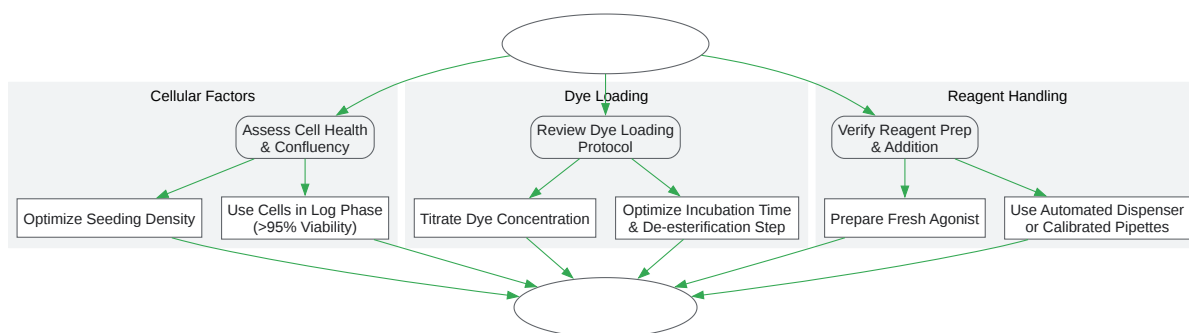 Cellular Factors
Dye Loading
Reagent Handling
Assess Cell Health
& Confluency
Review Dye Loading
Protocol
Verify Reagent Prep
& Addition
Optimize Seeding Density
Use Cells in Log Phase
(>95% Viability)
Titrate Dye Concentration
Optimize Incubation Time
& De-esterification Step
Prepare Fresh Agonist
Use Automated Dispenser
or Calibrated Pipettes